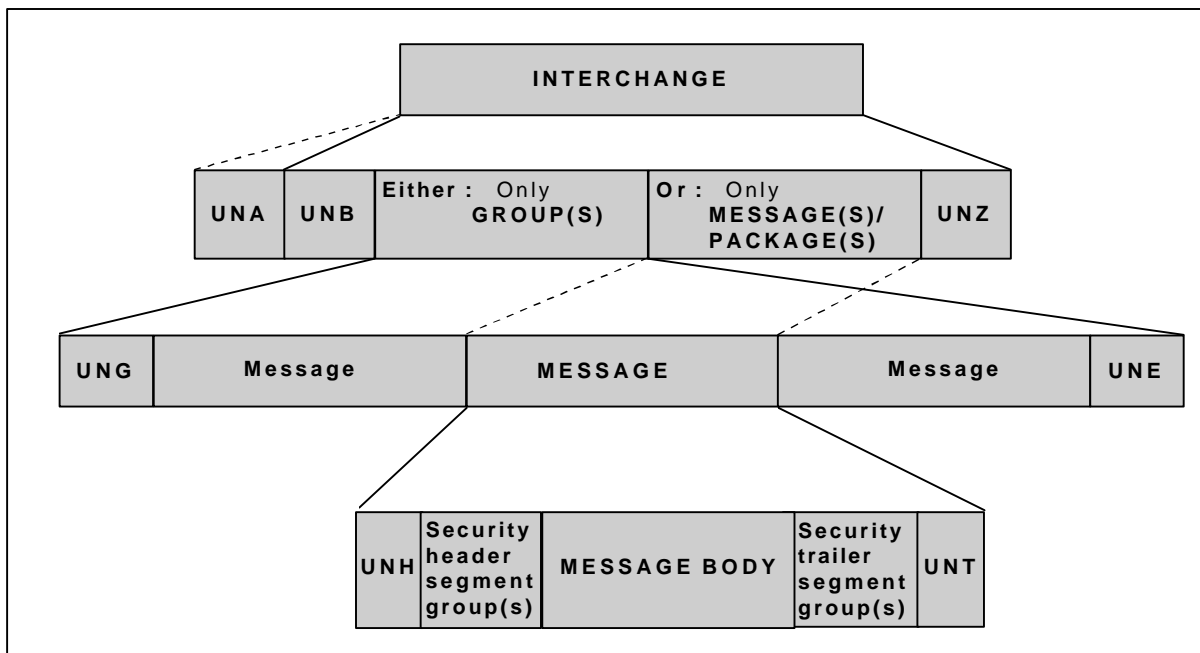 INTERCHANGE
UNA
UNB
Either: Only
GROUP(S)
Or: Only
MESSAGE(S)/
PACKAGE(S)
UNZ
UNG
Message
MESSAGE
Message
UNE
UNH
Security
header
segment
group(s)
MESSAGE BODY
Security
trailer
segment
group(s)
UNT